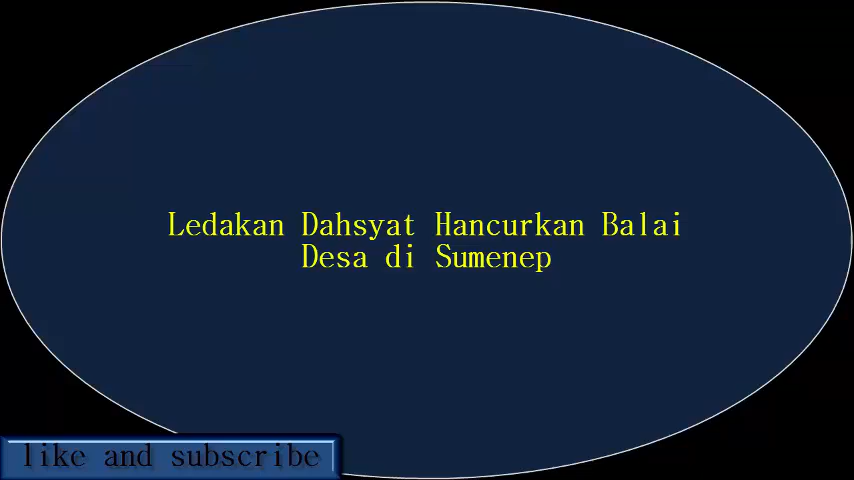 Ledakan Dahsyat Hancurkan Balai
Desa di Sumenep
like and subscribe